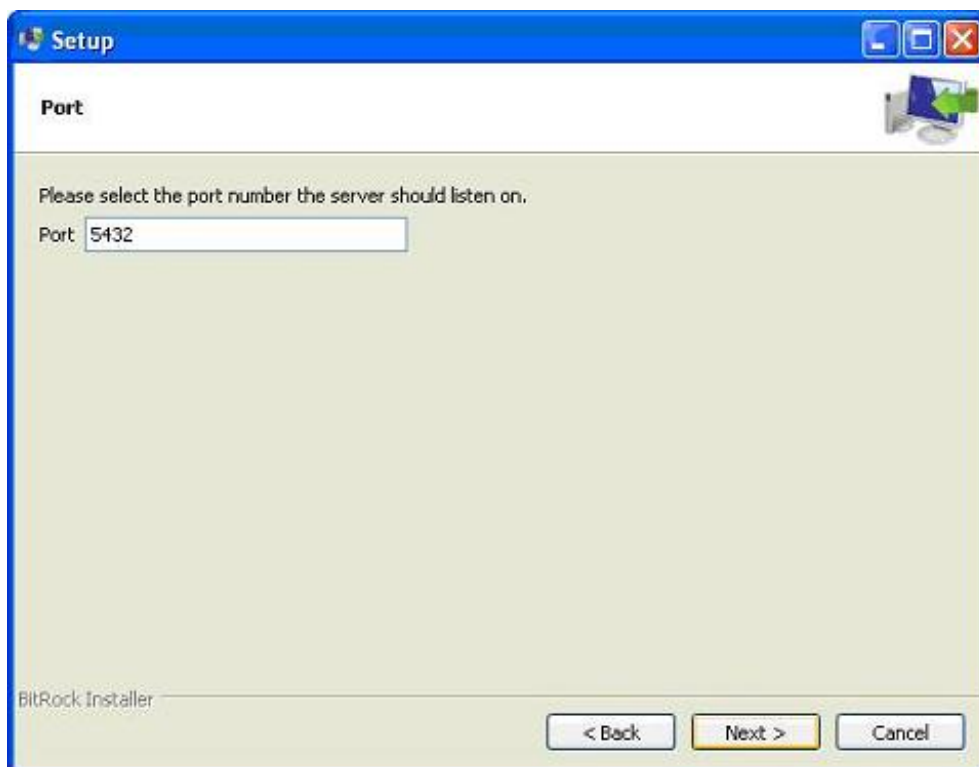 Setup
Port
Please select the port number the server should listen on.
Port 5432
BitRock Installer
< Back Next > Cancel